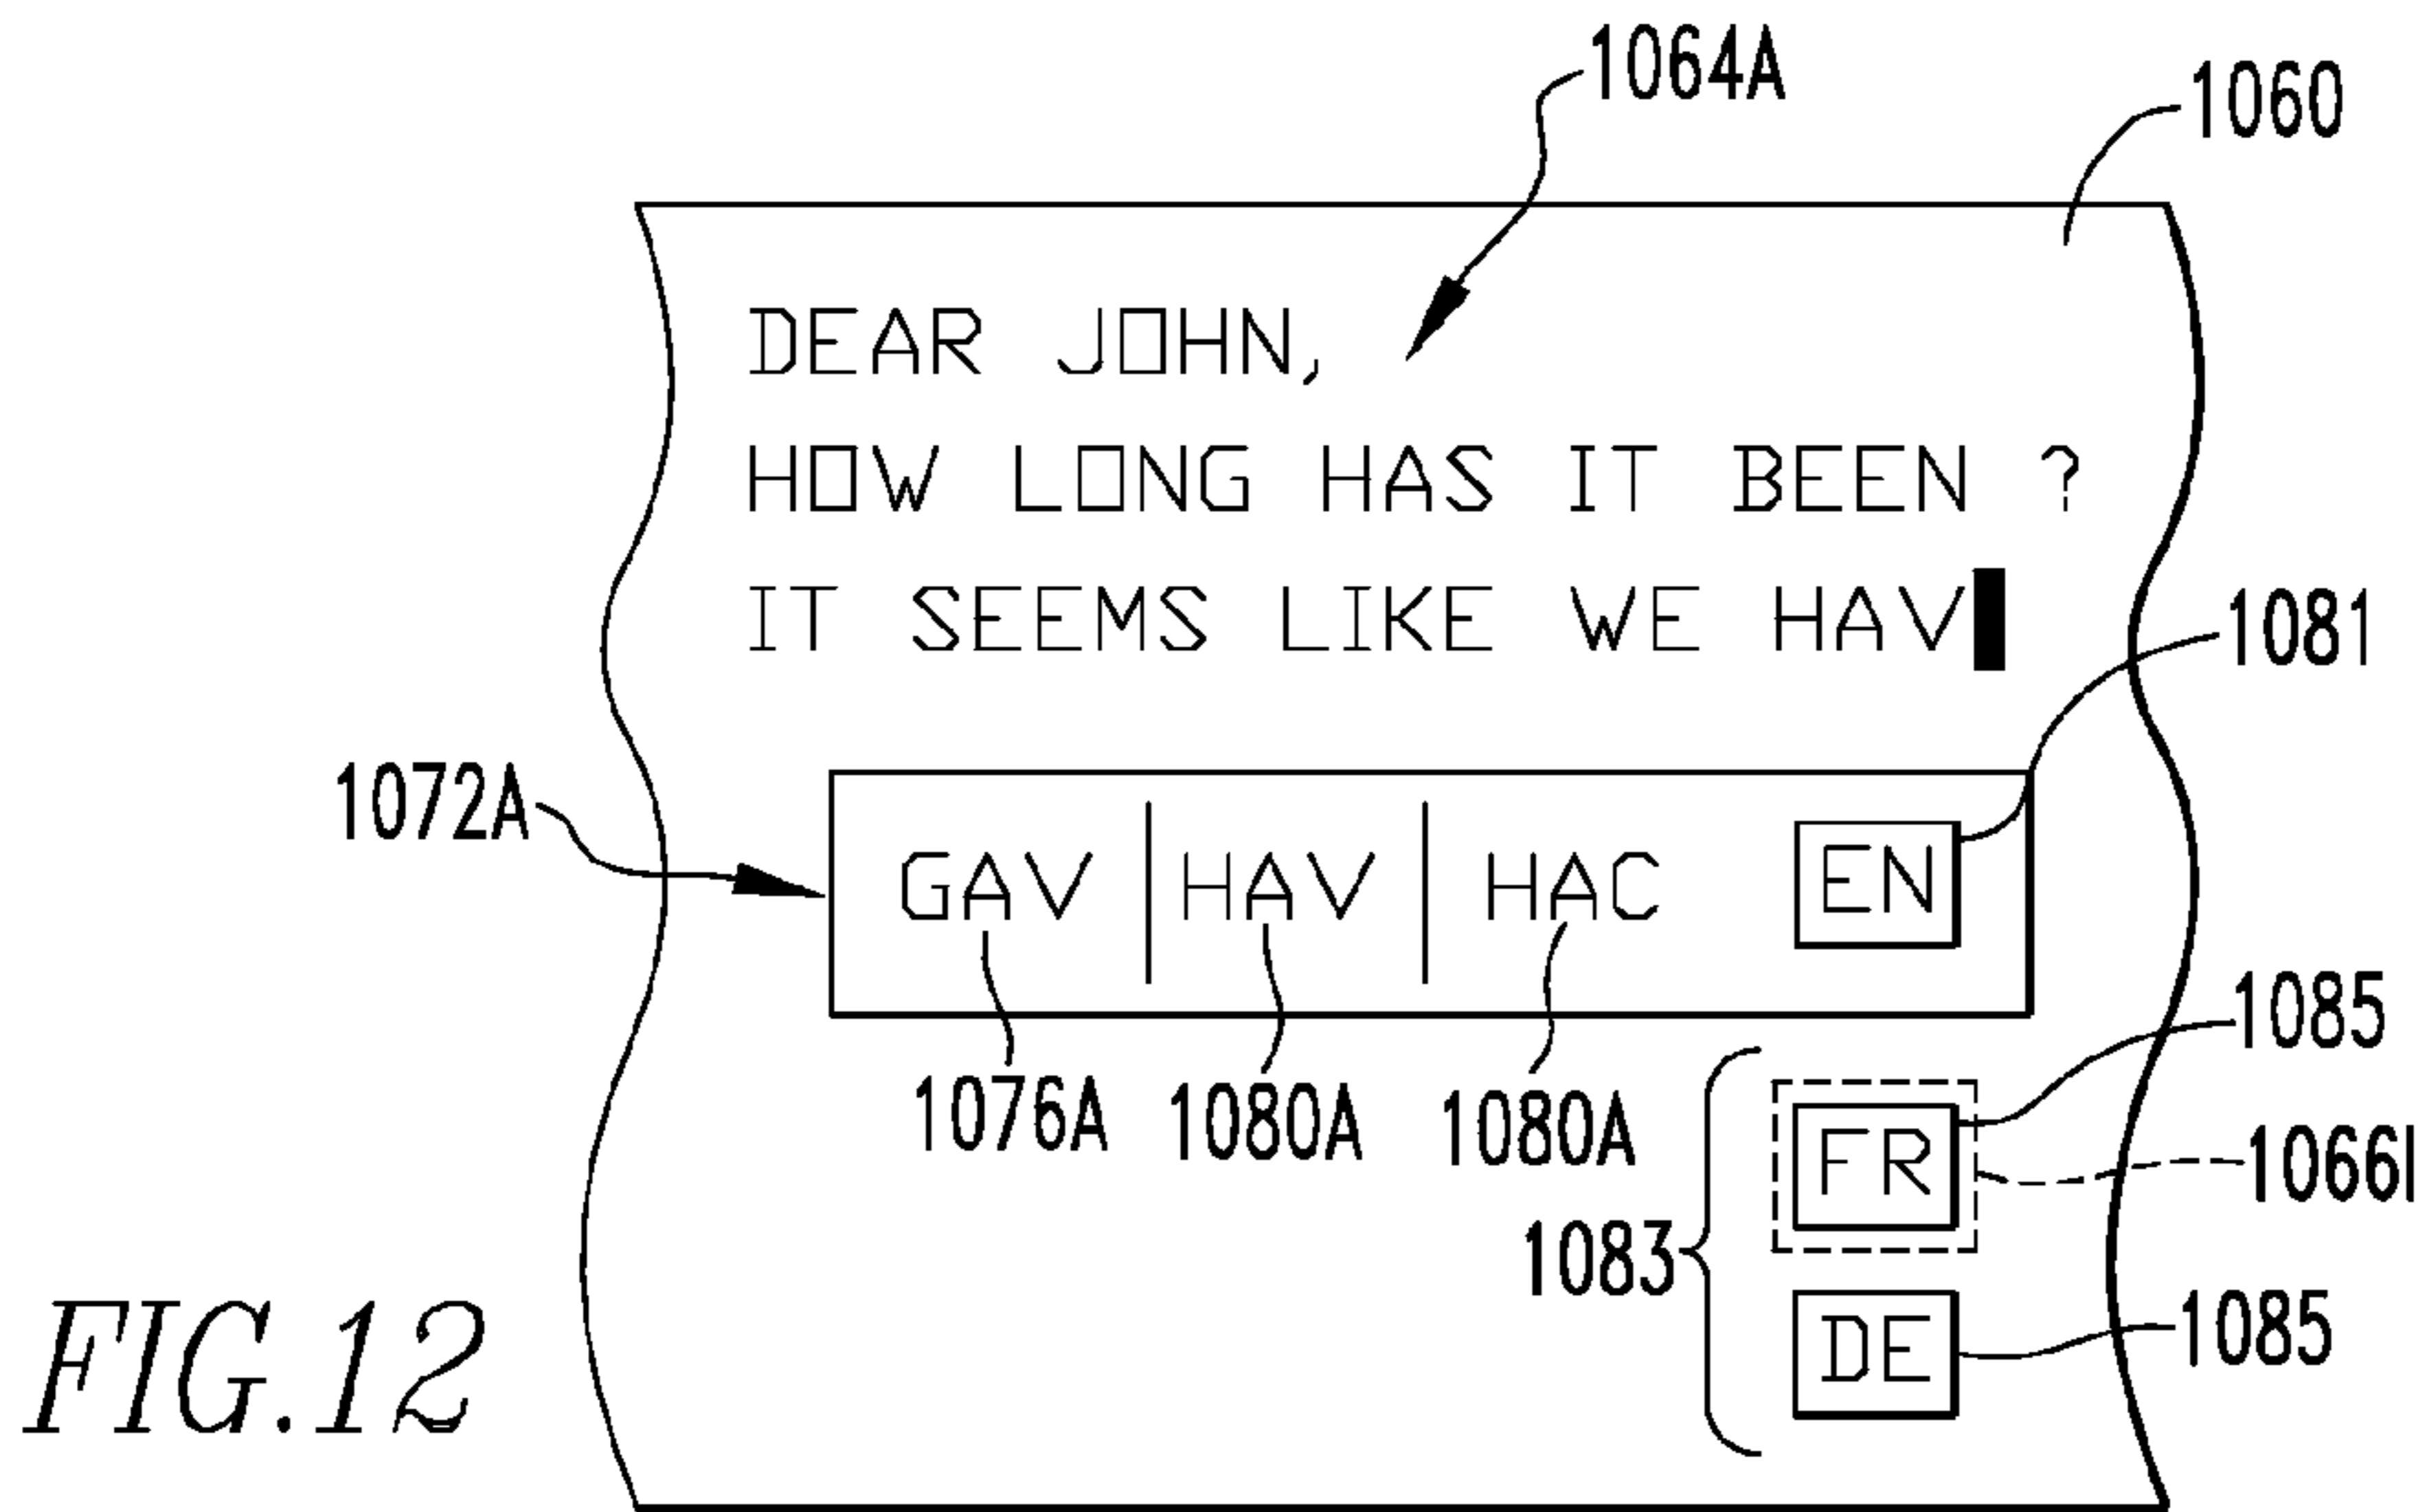 1064A
1060
DEAR JOHN,
HOW LONG HAS IT BEEN ?
IT SEEMS LIKE WE HAV
1081
1072A
GAV HAV HAC EN
1085
1076A 1080A 1080A
FR
1066I
1083
DE
1085
FIG.12